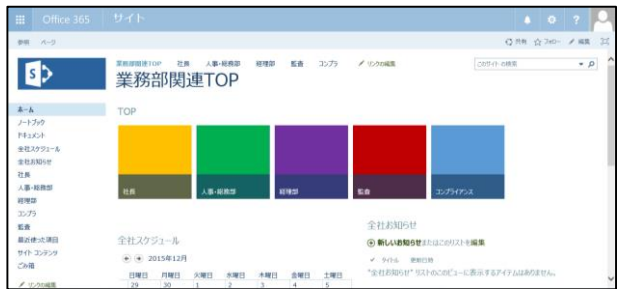 Office 365 サイト
?
参照 ページ
共有 フォロー 編集
S
業務部関連TOP 社長 人事・総務部 経理部 監査 コンプラ リンクの編集
このサイトの検索
業務部関連TOP
ホーム
ノートブック
ドキュメント
全社スケジュール
全社お知らせ
社長
人事・総務部
経理部
コンプラ
監査
最近使った項目
サイト コンテンツ
ごみ箱
リンクの編集
TOP
社長
人事・総務部
経理部
監査
コンプライアンス
全社スケジュール
2015年12月
日曜日 月曜日 火曜日 水曜日 木曜日 金曜日 土曜日
29 30 1 2 3 4 5
全社お知らせ
新しいお知らせまたはこのリストを編集
タイトル 更新日時
"全社お知らせ" リストのこのビューに表示するアイテムはありません。